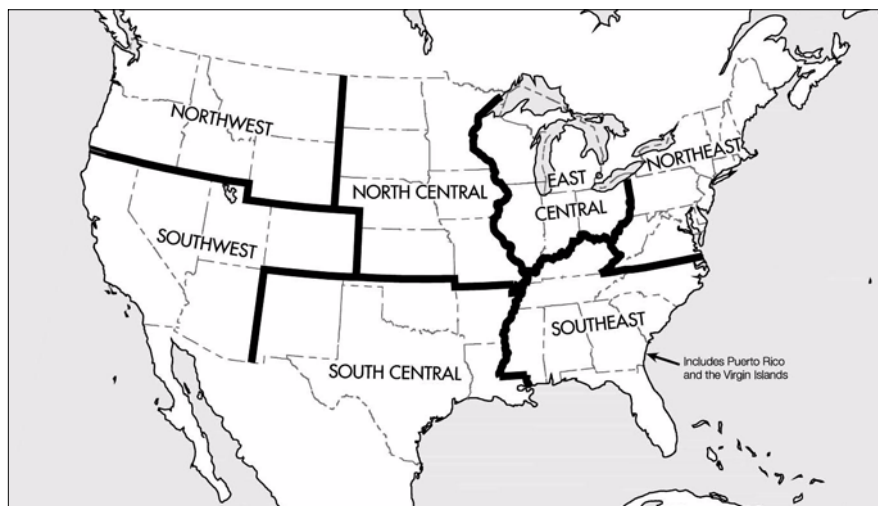 NORTHWEST
NORTHEAST
NORTH CENTRAL
EAST
CENTRAL
SOUTHWEST
SOUTHEAST
SOUTH CENTRAL
Includes Puerto Rico
and the Virgin Islands